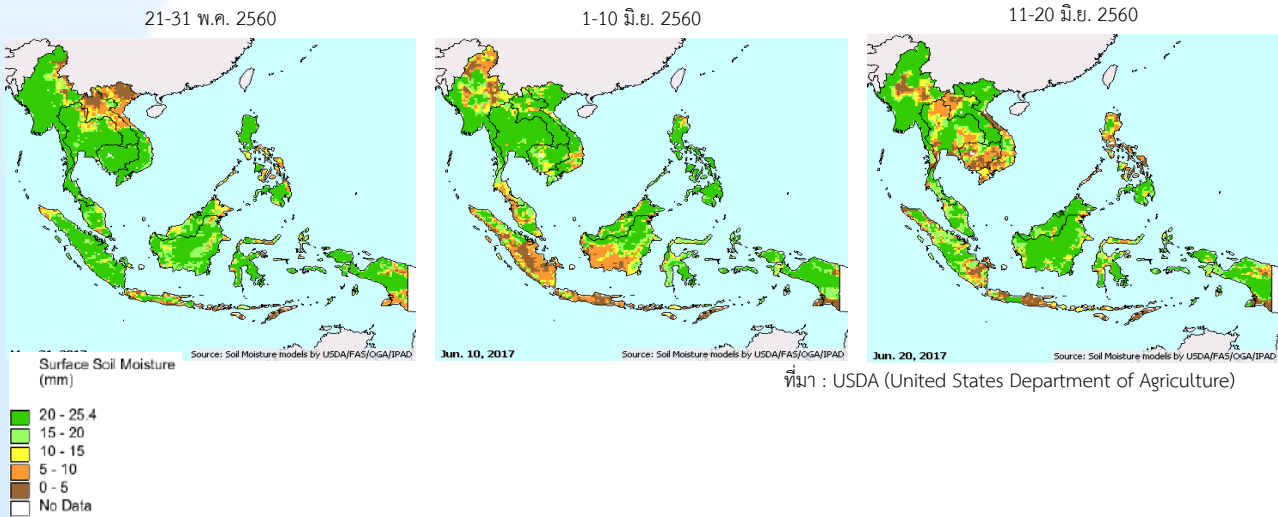 21-31 พ.ค. 2560
1-10 มิ.ย. 2560
11-20 มิ.ย. 2560
2017
Source: Soil Moisture models by USDA/FAS/OGA/IPAD
Jun. 10, 2017
Source: Soil Moisture models by USDA/FAS/OGA/IPAD
Jun. 20, 2017
Source: Soil Moisture models by USDA/FAS/OGA/IPAD
ที่มา : USDA (United States Department of Agriculture)
Surface Soil Moisture
(mm)
20 - 25.4
15 - 20
10 - 15
5 - 10
0 - 5
No Data